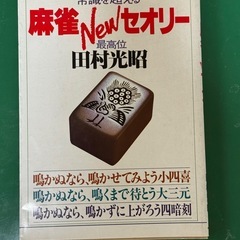 常識を超える
麻雀Newセオリー
最高位
田村光昭
鳴かぬなら、鳴かせてみよう小四喜
鳴かぬなら、鳴くまで待とう大三元
鳴かぬなら、鳴かずに上がろう四暗刻